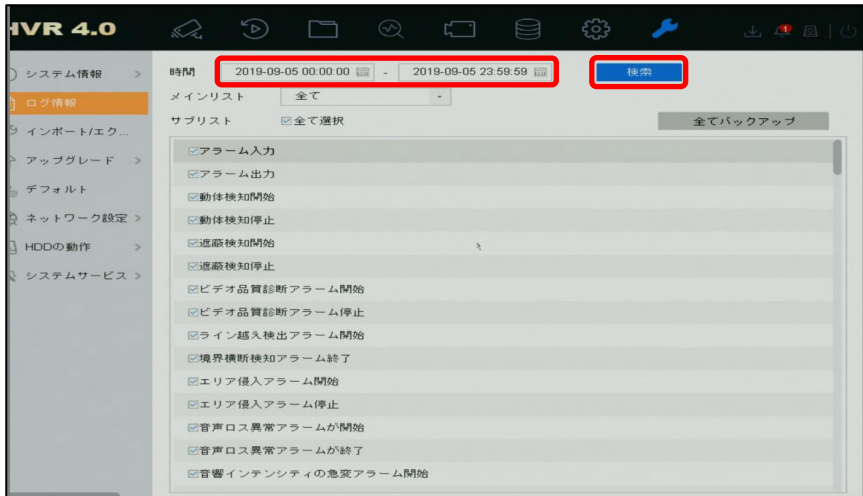 HVR 4.0
システム情報
時間 2019-09-05 00:00:00 - 2019-09-05 23:59:59 検索
ログ情報
メインリスト 全て
サブリスト 全て選択 全てバックアップ
インポート/エク...
アップグレード
デフォルト
ネットワーク設定
HDDの動作
システムサービス
アラーム入力
アラーム出力
動体検知開始
動体検知停止
遮蔽検知開始
遮蔽検知停止
ビデオ品質診断アラーム開始
ビデオ品質診断アラーム停止
ライン越え検出アラーム開始
境界横断検知アラーム終了
エリア侵入アラーム開始
エリア侵入アラーム停止
音声ロス異常アラームが開始
音声ロス異常アラームが終了
音響インテンシティの急変アラーム開始